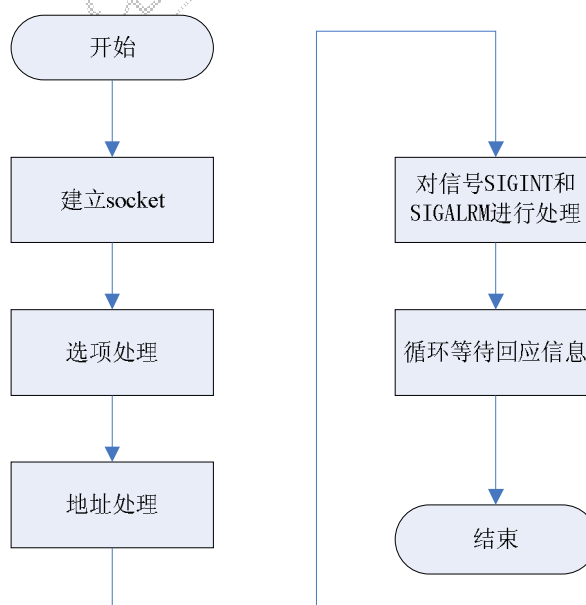 开始
建立socket
选项处理
地址处理
对信号SIGINT和
SIGALRM进行处理
循环等待回应信息
结束